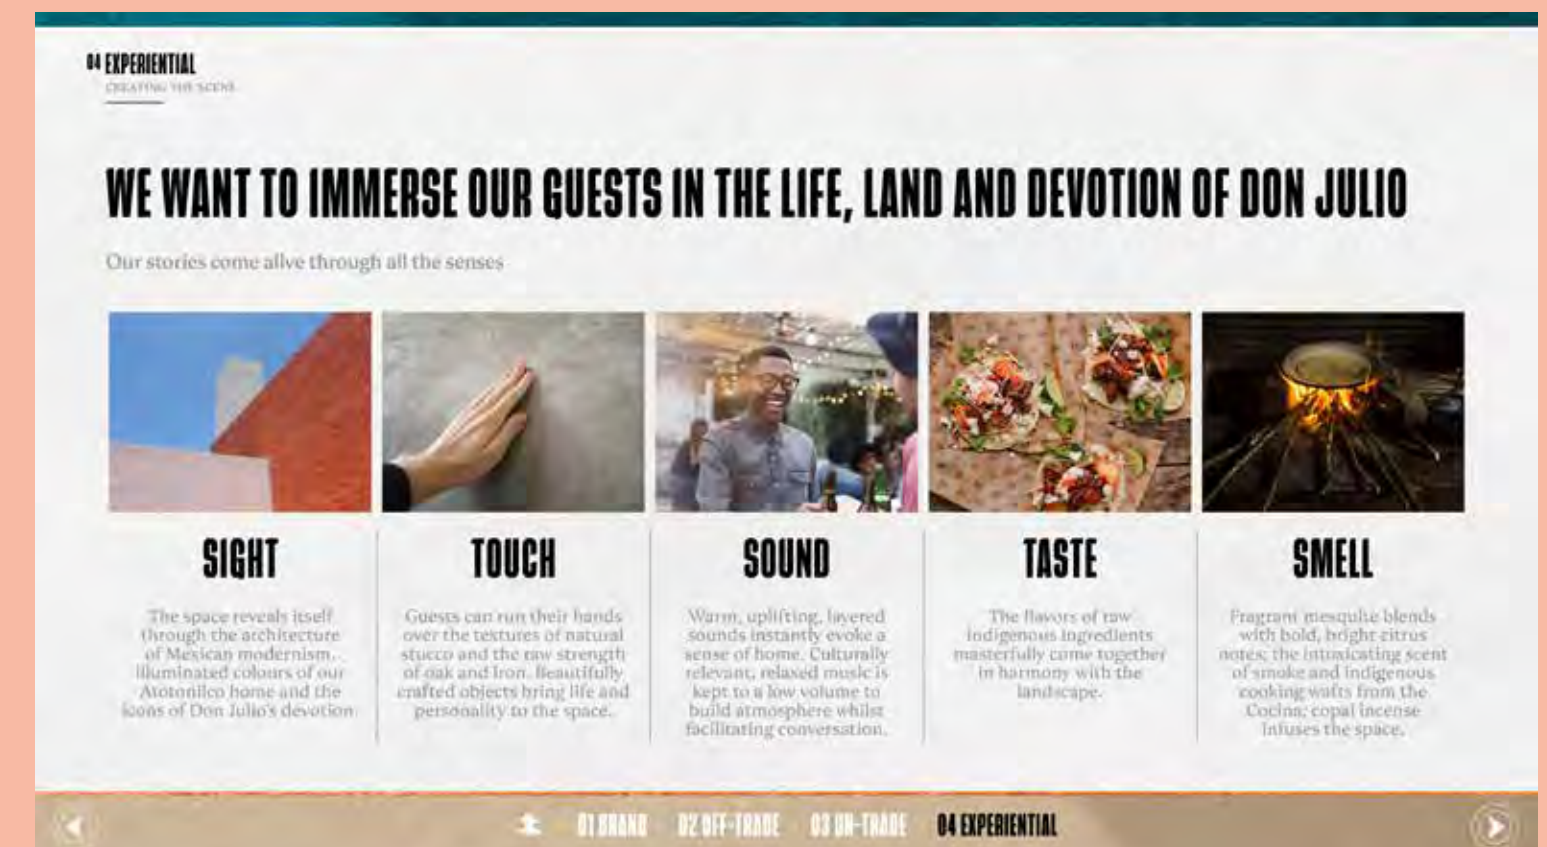 04 EXPERIENTIAL
CREATING THE SCENE
WE WANT TO IMMERSE OUR GUESTS IN THE LIFE, LAND AND DEVOTION OF DON JULIO
Our stories come alive through all the senses
SIGHT
The space reveals itself
through the architecture
of Mexican modernism,
illuminated colours of our
Atotonilco home and the
icons of Don Julio's devotion
TOUCH
Guests can run their hands
over the textures of natural
stucco and the raw strength
of oak and Iron. Beautifully
crafted objects bring life and
personality to the space.
SOUND
Warm, uplifting, layered
sounds instantly evoke a
sense of home. Culturally
relevant, relaxed music is
kept to a low volume to
build atmosphere whilst
facilitating conversation.
TASTE
The flavors of raw
indigenous ingredients
masterfully come together
in harmony with the
landscape.
SMELL
Fragrant mesquite blends
with bold, bright citrus
notes; the intoxicating scent
of smoke and indigenous
cooking wafts from the
Cocina; copal incense
infuses the space.
01 BRAND 02 OFF-TRADE 03 ON-TRADE 04 EXPERIENTIAL